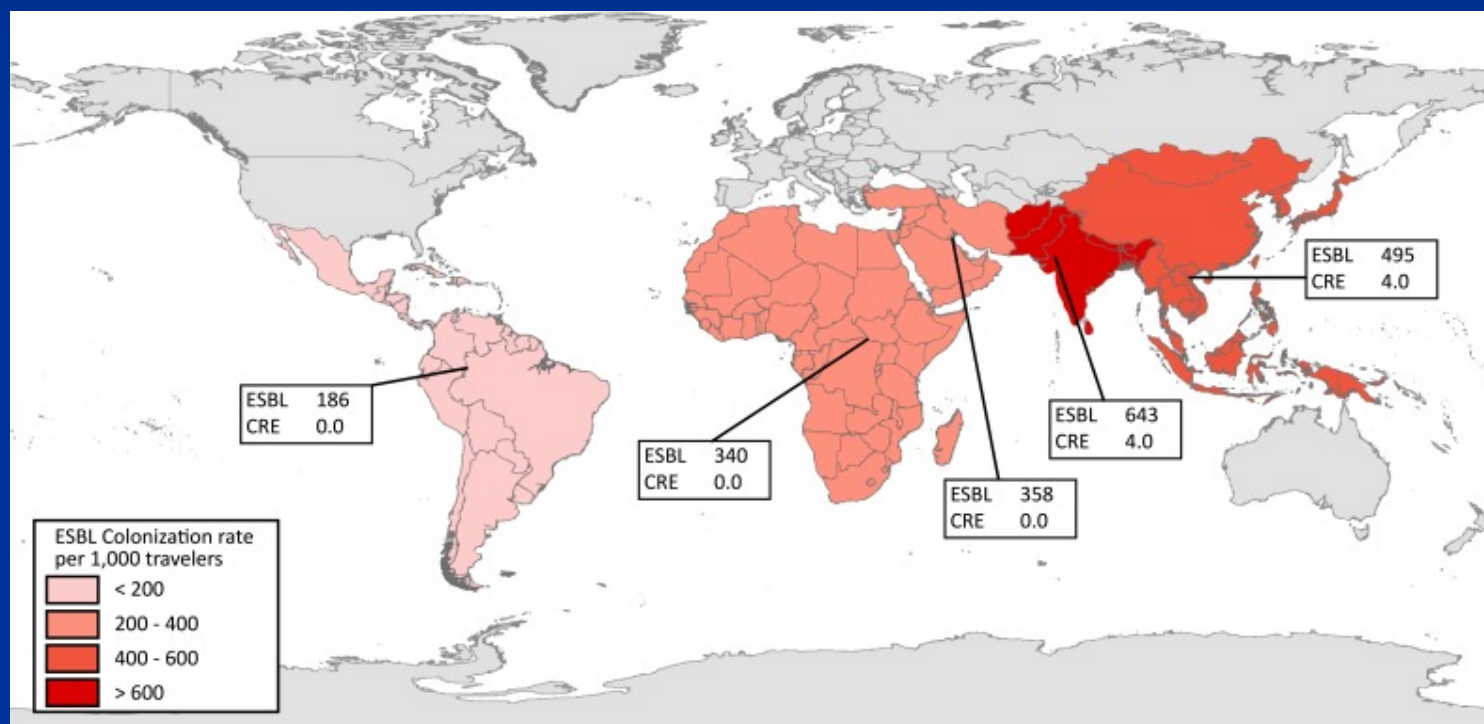 ESBL 495
CRE 4.0
ESBL 186
CRE 0.0
ESBL 643
CRE 4.0
ESBL 340
CRE 0.0
ESBL 358
CRE 0.0
ESBL Colonization rate
per 1,000 travelers
< 200
200 - 400
400 - 600
> 600